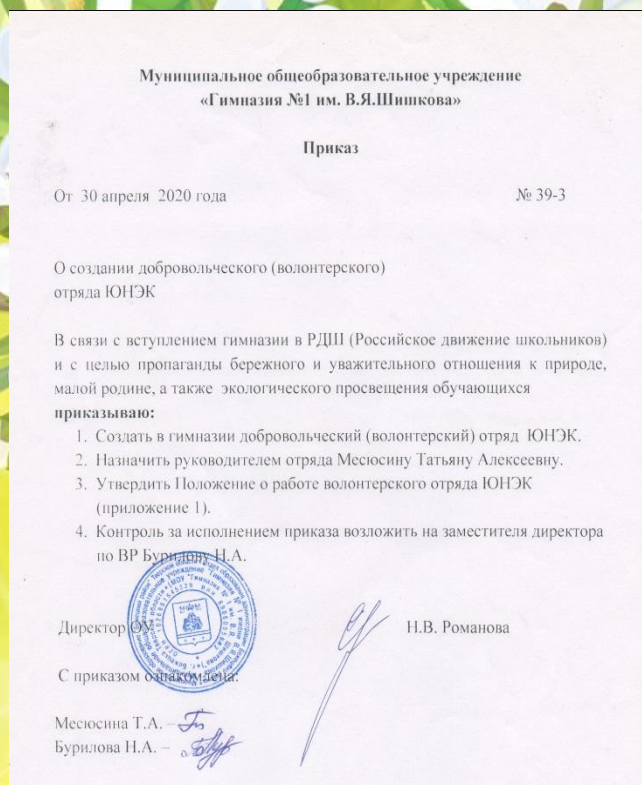 Муниципальное общеобразовательное учреждение
«Гимназия №1 им. В.Я.Шишкова»
Приказ
От 30 апреля 2020 года № 39-3
О создании добровольческого (волонтерского)
отряда ЮНЭК
В связи с вступлением гимназии в РДШ (Российское движение школьников)
и с целью пропаганды бережного и уважительного отношения к природе,
малой родине, а также экологического просвещения обучающихся
приказываю:
1. Создать в гимназии добровольческий (волонтерский) отряд ЮНЭК.
2. Назначить руководителем отряда Месюсину Татьяну Алексеевну.
3. Утвердить Положение о работе волонтерского отряда ЮНЭК
(приложение 1).
4. Контроль за исполнением приказа возложить на заместителя директора
по ВР Бурилову Н.А.
Директор ОУ Н.В. Романова
С приказом ознакомлена:
Месюсина Т.А. –
Бурилова Н.А. –